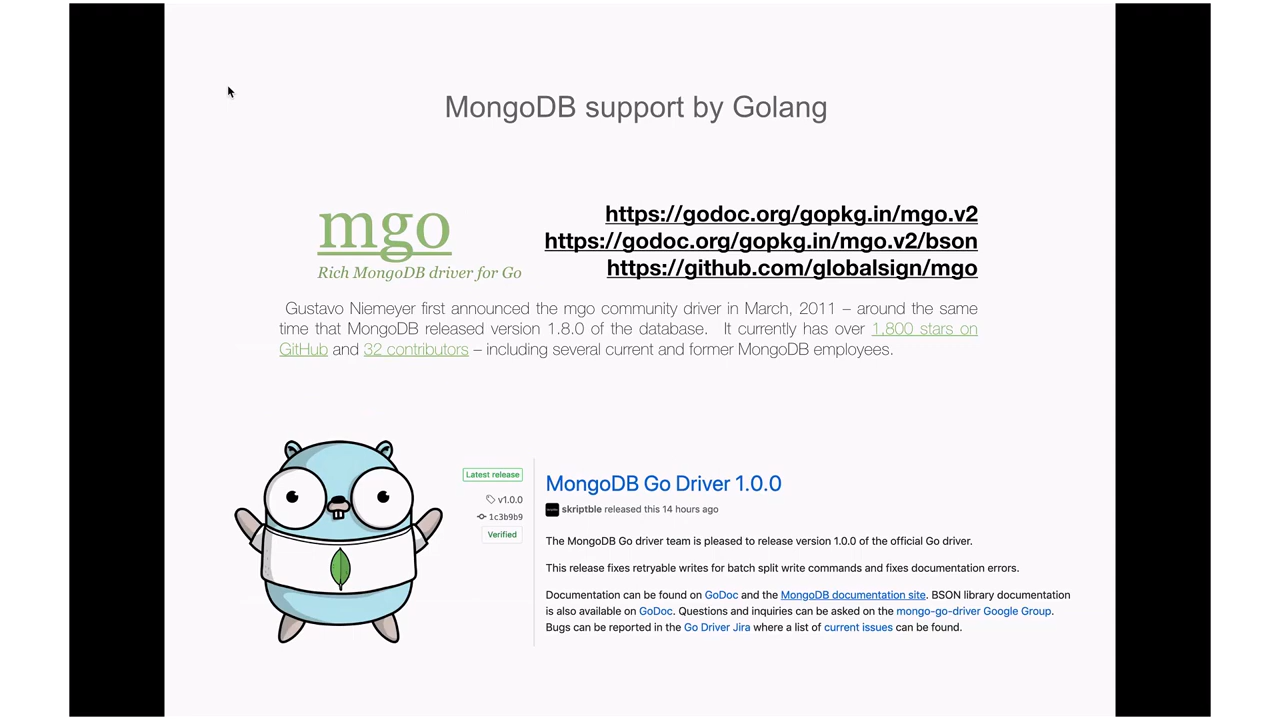 MongoDB support by Golang
mgo
Rich MongoDB driver for Go
https://godoc.org/gopkg.in/mgo.v2
https://godoc.org/gopkg.in/mgo.v2/bson
https://github.com/globalsign/mgo
Gustavo Niemeyer first announced the mgo community driver in March, 2011 – around the same
time that MongoDB released version 1.8.0 of the database. It currently has over 1,800 stars on
GitHub and 32 contributors – including several current and former MongoDB employees.
Latest release
v1.0.0
1c3b9b9
Verified
MongoDB Go Driver 1.0.0
skriptble released this 14 hours ago
The MongoDB Go driver team is pleased to release version 1.0.0 of the official Go driver.
This release fixes retryable writes for batch split write commands and fixes documentation errors.
Documentation can be found on GoDoc and the MongoDB documentation site. BSON library documentation
is also available on GoDoc. Questions and inquiries can be asked on the mongo-go-driver Google Group.
Bugs can be reported in the Go Driver Jira where a list of current issues can be found.